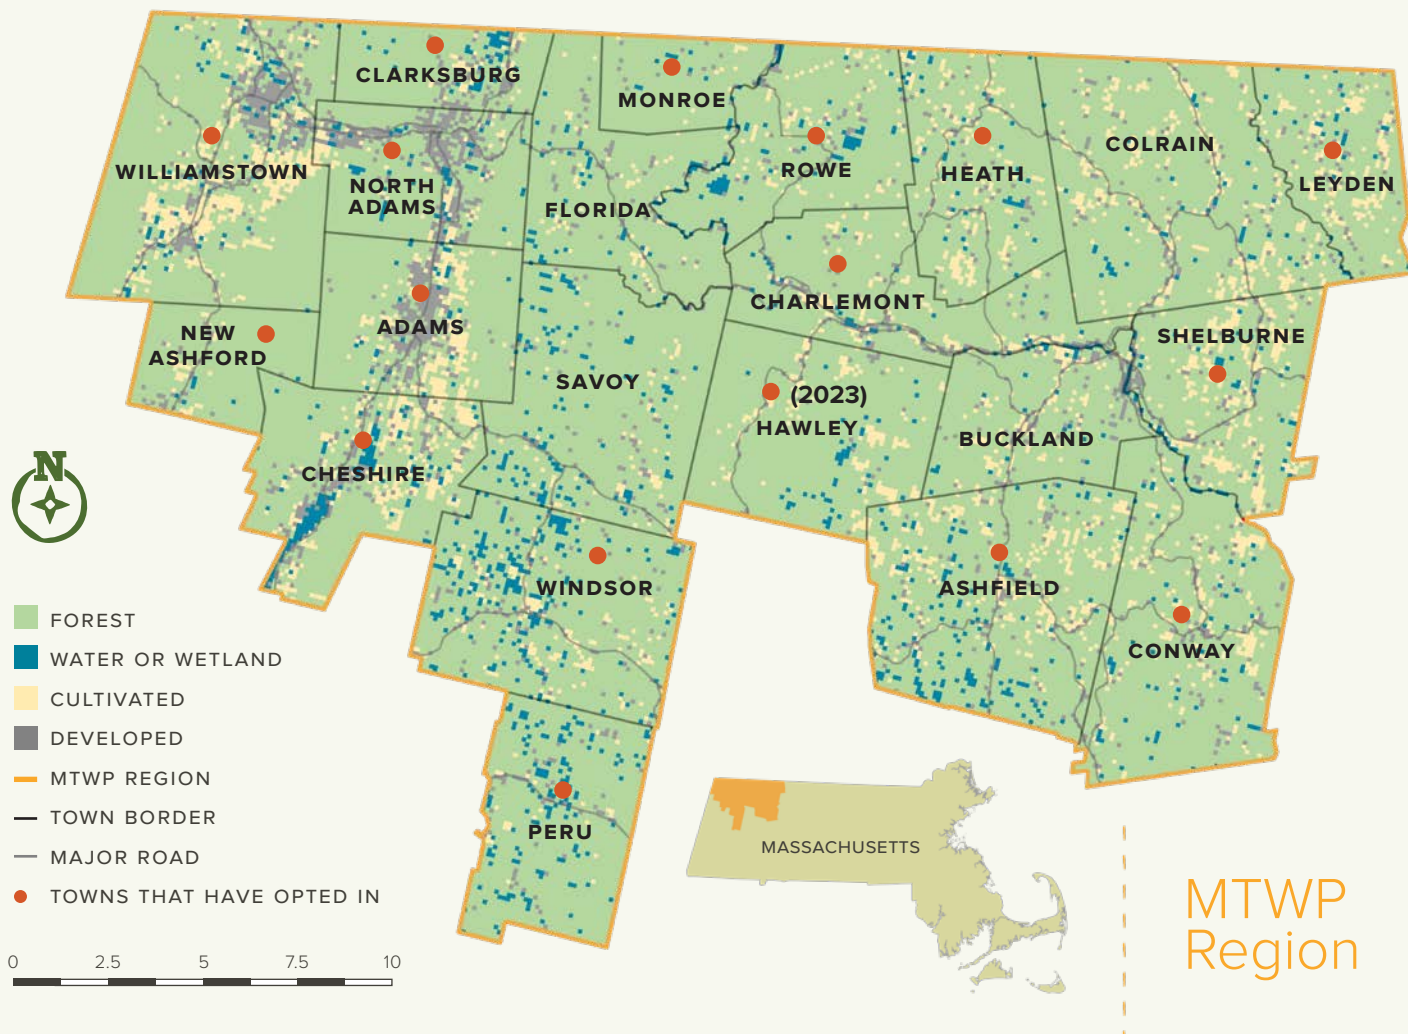 CLARKSBURG
MONROE
COLRAIN
WILLIAMSTOWN
ROWE
HEATH
LEYDEN
NORTH
ADAMS
FLORIDA
CHARLEMONT
NEW
ASHFORD
ADAMS
SHELBURNE
SAVOY
(2023)
HAWLEY
BUCKLAND
N
CHESHIRE
WINDSOR
ASHFIELD
CONWAY
PERU
FOREST
WATER OR WETLAND
CULTIVATED
DEVELOPED
MTWP REGION
TOWN BORDER
MAJOR ROAD
TOWNS THAT HAVE OPTED IN
0 2.5 5 7.5 10
MASSACHUSETTS
MTWP
Region